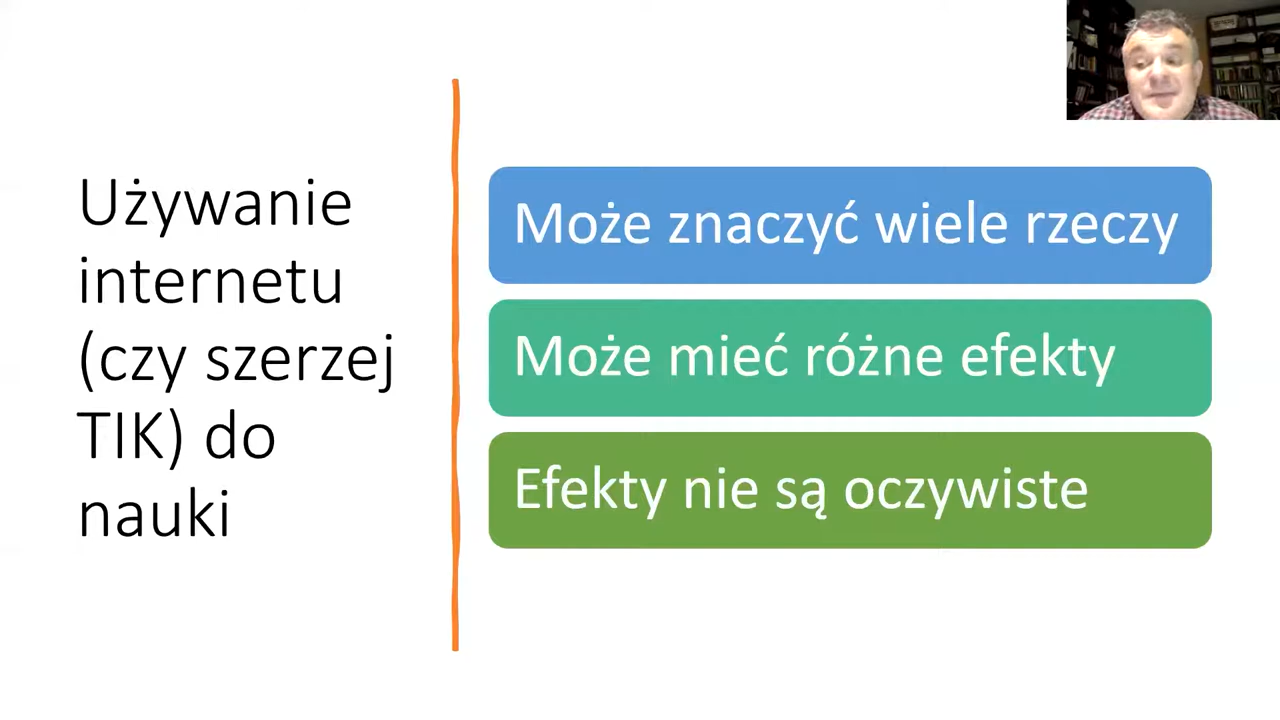 Używanie
internetu
(czy szerzej
TIK) do
nauki
Może znaczyć wiele rzeczy
Może mieć różne efekty
Efekty nie są oczywiste